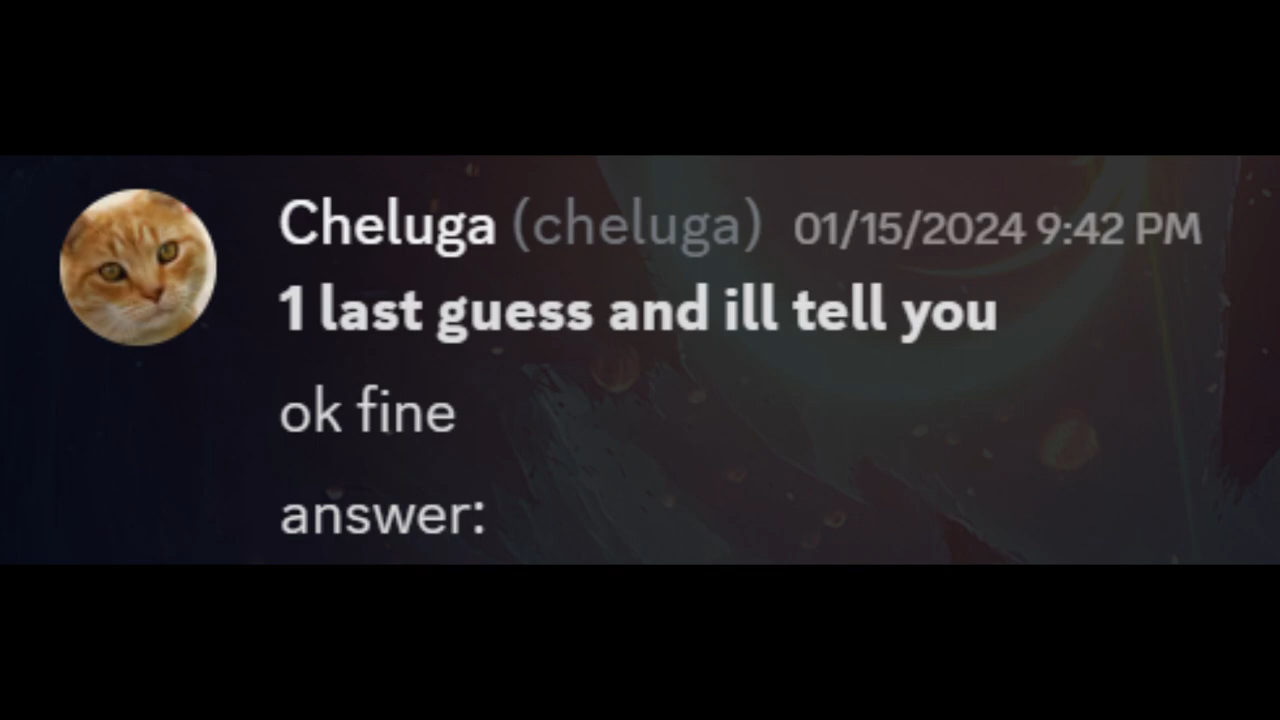 Cheluga (cheluga) 01/15/2024 9:42 PM
1 last guess and ill tell you
ok fine
answer: